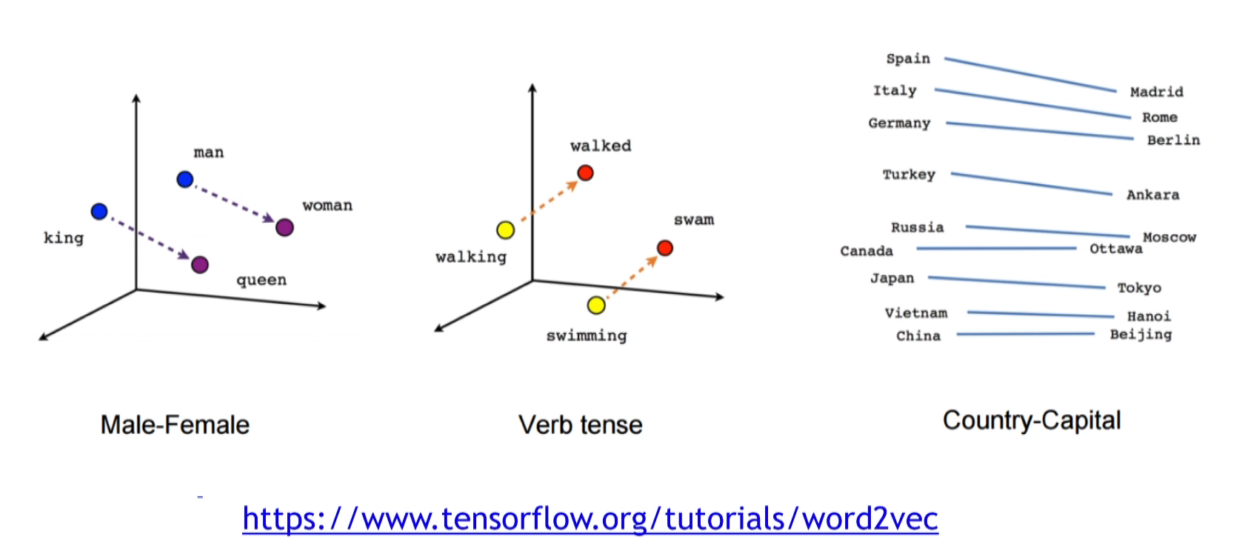 man
woman
king
queen
Male-Female
walked
swam
walking
swimming
Verb tense
Spain
Madrid
Italy
Rome
Germany
Berlin
Turkey
Ankara
Russia
Moscow
Canada
Ottawa
Japan
Tokyo
Vietnam
Hanoi
China
Beijing
Country-Capital
https://www.tensorflow.org/tutorials/word2vec